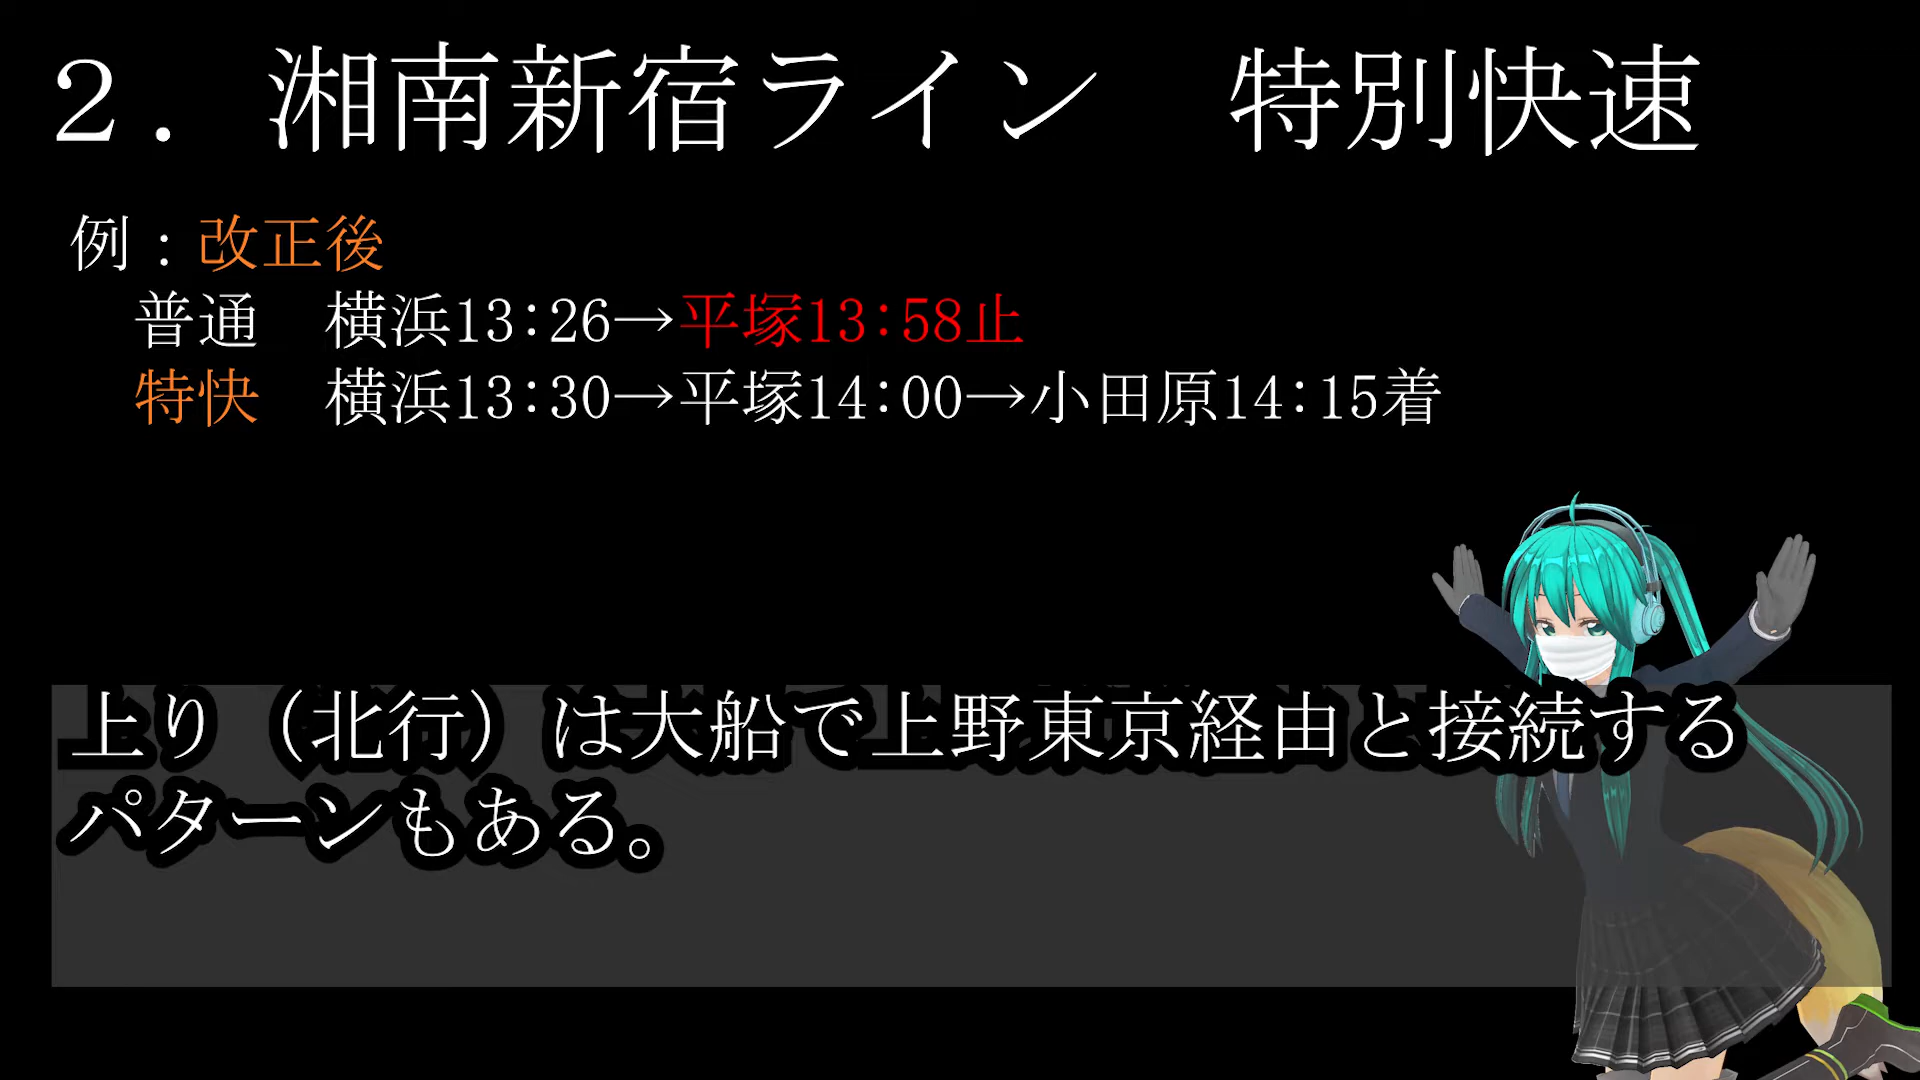 ２．湘南新宿ライン　特別快速
例：改正後
普通　横浜13:26→平塚13:58止
特快　横浜13:30→平塚14:00→小田原14:15着
上り（北行）は大船で上野東京経由と接続する
パターンもある。